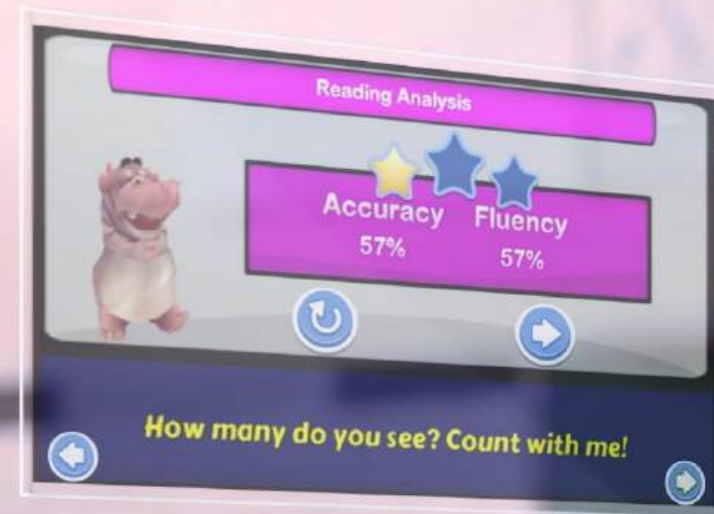 Reading Analysis
Accuracy Fluency
57% 57%
How many do you see? Count with me!